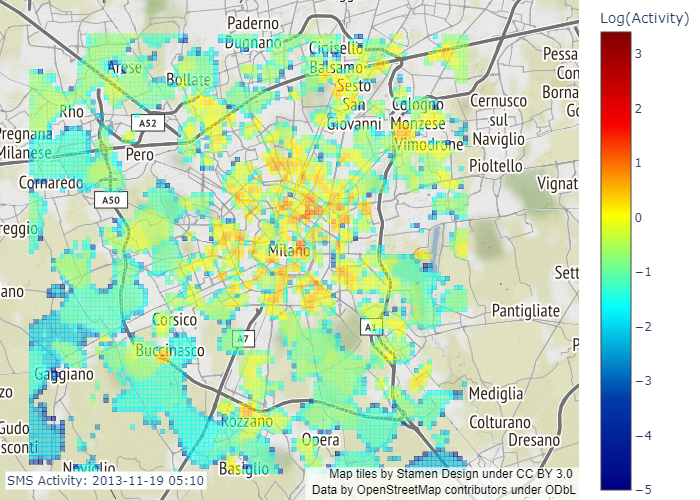 Log(Activity)
Paderno
Dugnano
Cinisello
Balsamo
Arese
Bollate
Sesto
San
Giovanni
Rho
Cologno
Monzese
Cernusco
sul
Naviglio
Pessa
Con
Borna
Go
A52
Pregnana
Milanese
Pero
Vimodrone
Pioltello
Cornaredo
Vignat
A50
reggio
Milano
Sett
ano
Pantigliate
Corsico
A1
A7
Buccinasco
P
Gaggiano
zo
Mediglia
Rozzano
Colturano
Gudo
sconti
Opera
Dresano
Naviglio
Basiglio
SMS Activity: 2013-11-19 05:10
Map tiles by Stamen Design under CC BY 3.0
Data by OpenStreetMap contributors under ODbL
3
2
1
0
−1
−2
−3
−4
−5